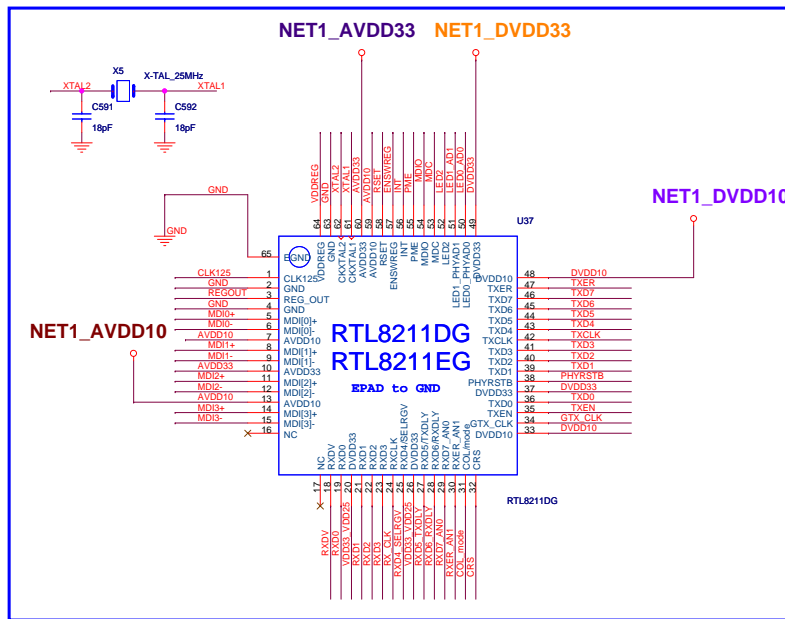 NET1_AVDD33 NET1_DVDD33
X5 X-TAL_25MHz
XTAL2 XTAL1
C591 C592
18pF 18pF
VDDREG
GND
XTAL2
XTAL1
AVDD33
AVDD10
RSET
ENSWREG
INT
PME
MDIO
MDC
LED2
LED1_AD1
LED0_AD0
DVDD33
GND
GND
NET1_DVDD10
U37
64 63 62 61 60 59 58 57 56 55 54 53 52 51 50 49
VDDREG
GND
CKXTAL2
CKXTAL1
AVDD33
AVDD10
RSET
ENSWREG
INT
PME
MDIO
MDC
LED2
LED1_PHYAD1
LED0_PHYAD0
DVDD33
65 EGND
CLK125 1 CLK125
GND 2 GND
REGOUT 3 REG_OUT
GND 4 GND
MDI0+ 5 MDI[0]+
MDI0- 6 MDI[0]-
AVDD10 7 AVDD10
MDI1+ 8 MDI[1]+
MDI1- 9 MDI[1]-
AVDD33 10 AVDD33
MDI2+ 11 MDI[2]+
MDI2- 12 MDI[2]-
AVDD10 13 AVDD10
MDI3+ 14 MDI[3]+
MDI3- 15 MDI[3]-
16 NC
NET1_AVDD10
RTL8211DG
RTL8211EG
EPAD to GND
DVDD10 48 DVDD10
TXER 47 TXER
TXD7 46 TXD7
TXD6 45 TXD6
TXD5 44 TXD5
TXD4 43 TXD4
TXCLK 42 TXCLK
TXD3 41 TXD3
TXD2 40 TXD2
TXD1 39 TXD1
PHYRSTB 38 PHYRSTB
DVDD33 37 DVDD33
TXD0 36 TXD0
TXEN 35 TXEN
GTX_CLK 34 GTX_CLK
DVDD10 33 DVDD10
NC
RXDV
RXD0
DVDD33
RXD1
RXD2
RXD3
RXCLK
RXD4/SELRGV
DVDD33
RXD5/TXDLY
RXD6/RXDLY
RXD7_AN0
RXER_AN1
COL/mode
CRS
17 18 19 20 21 22 23 24 25 26 27 28 29 30 31 32
RTL8211DG
RXDV
RXD0
VDD33_VDD25
RXD1
RXD2
RXD3
RX_CLK
RXD4_SELRGV
VDD33_VDD25
RXD5_TXDLY
RXD6_RXDLY
RXD7_AN0
RXER_AN1
COL_mode
CRS